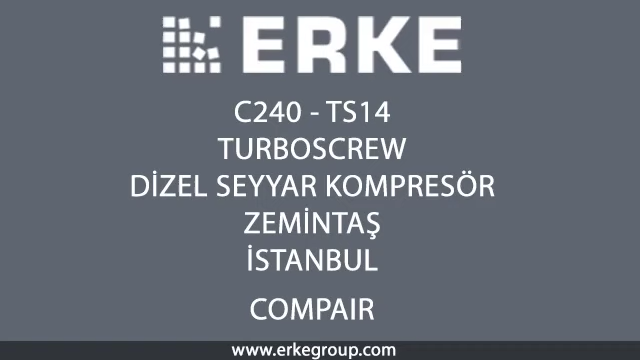 ERKE
C240 - TS14
TURBOSCREW
DİZEL SEYYAR KOMPRESÖR
ZEMİNTAŞ
İSTANBUL
COMPAIR
www.erkegroup.com